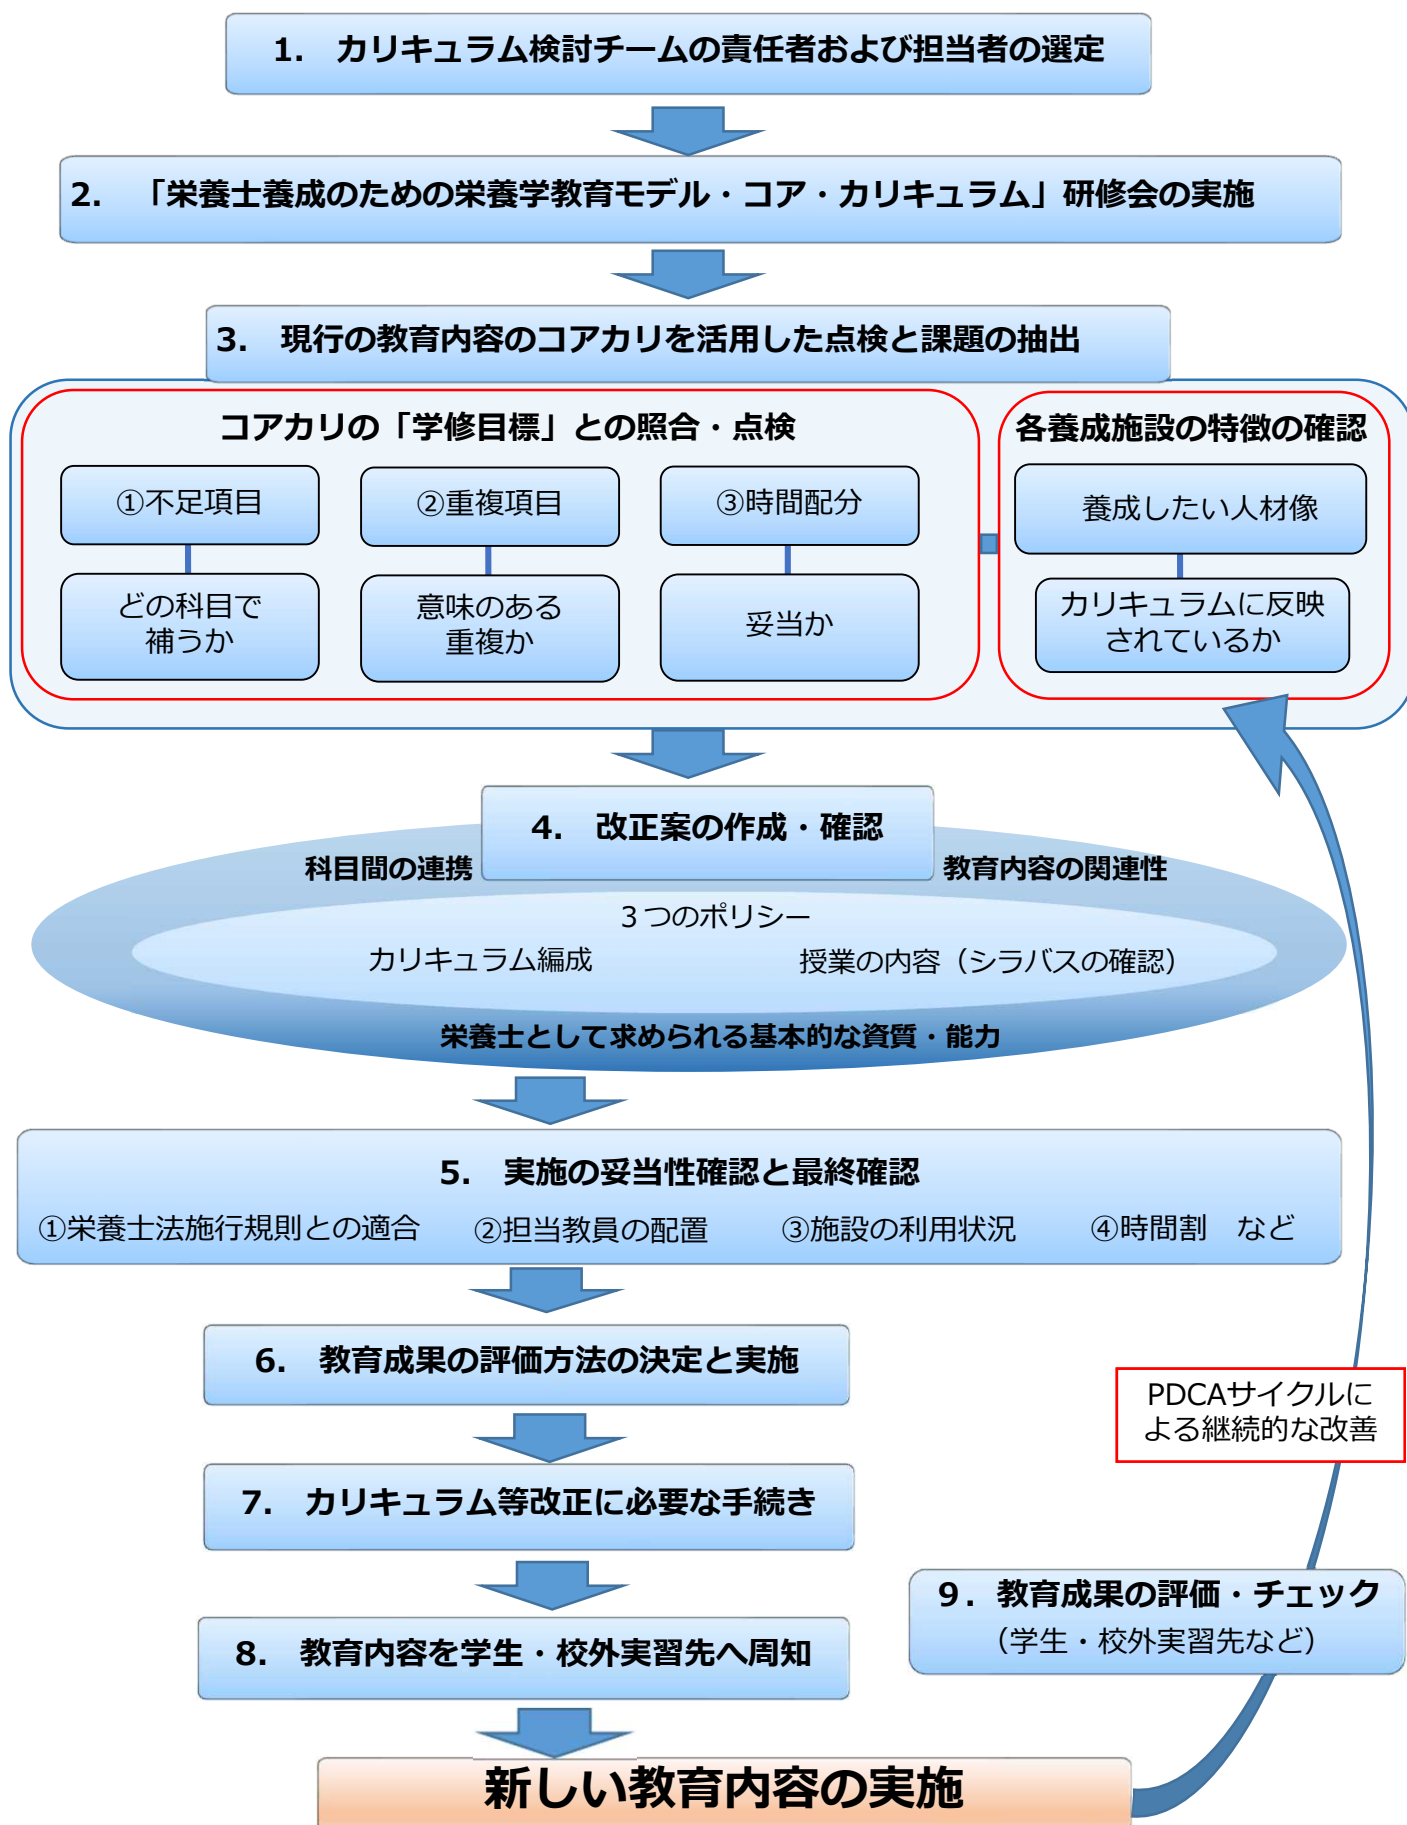 1.　カリキュラム検討チームの責任者および担当者の選定
2.　「栄養士養成のための栄養学教育モデル・コア・カリキュラム」研修会の実施
3.　現行の教育内容のコアカリを活用した点検と課題の抽出
コアカリの「学修目標」との照合・点検
①不足項目
どの科目で
補うか
②重複項目
意味のある
重複か
③時間配分
妥当か
各養成施設の特徴の確認
養成したい人材像
カリキュラムに反映
されているか
4.　改正案の作成・確認
科目間の連携
教育内容の関連性
３つのポリシー
カリキュラム編成
授業の内容（シラバスの確認）
栄養士として求められる基本的な資質・能力
5.　実施の妥当性確認と最終確認
①栄養士法施行規則との適合　②担当教員の配置　③施設の利用状況　④時間割　など
6.　教育成果の評価方法の決定と実施
7.　カリキュラム等改正に必要な手続き
8.　教育内容を学生・校外実習先へ周知
新しい教育内容の実施
9．教育成果の評価・チェック
（学生・校外実習先など）
PDCAサイクルに
よる継続的な改善